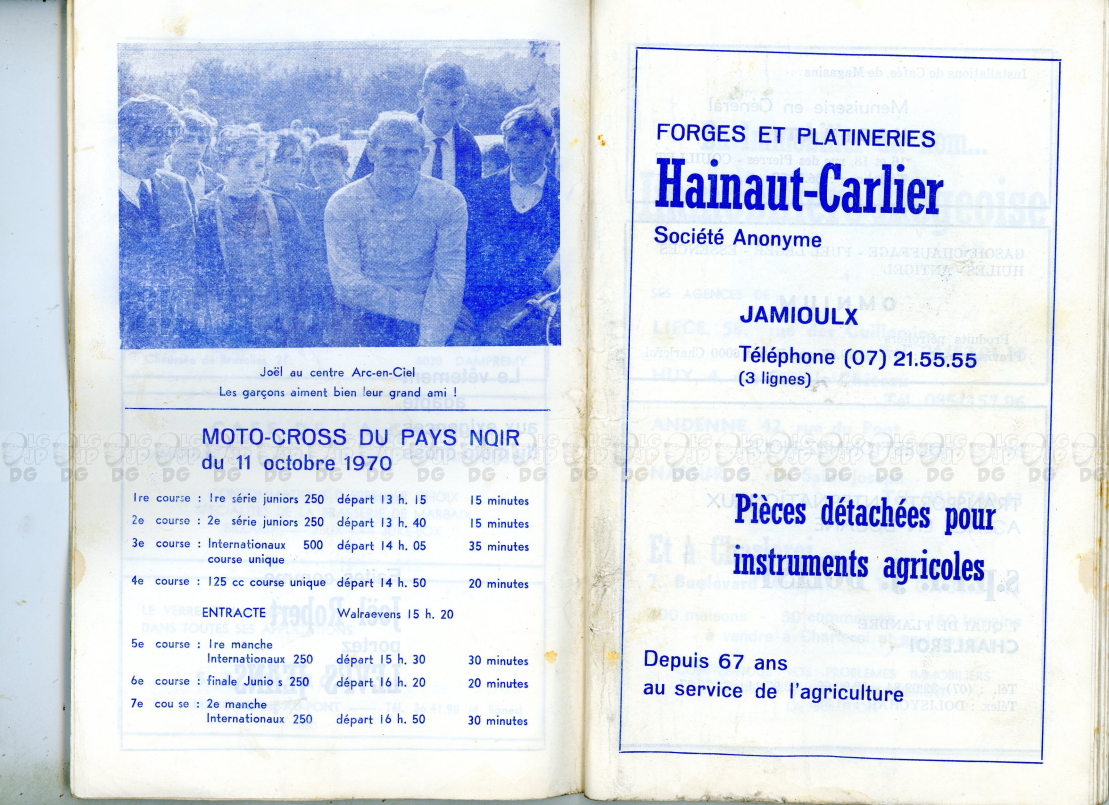 Joël au centre Arc-en-Ciel
Les garçons aiment bien leur grand ami !
MOTO-CROSS DU PAYS NOIR
du 11 octobre 1970
1re course : 1re série juniors 250 départ 13 h. 15 15 minutes
2e course : 2e série juniors 250 départ 13 h. 40 15 minutes
3e course : Internationaux 500 départ 14 h. 05 35 minutes
course unique
4e course : 125 cc course unique départ 14 h. 50 20 minutes
ENTRACTE Walraevens 15 h. 20
5e course : 1re manche
Internationaux 250 départ 15 h. 30 30 minutes
6e course : finale Junio s 250 départ 16 h. 20 20 minutes
7e cou se : 2e manche
Internationaux 250 départ 16 h. 50 30 minutes
FORGES ET PLATINERIES
Hainaut-Carlier
Société Anonyme
JAMIOULX
Téléphone (07) 21.55.55
(3 lignes)
Pièces détachées pour
instruments agricoles
Depuis 67 ans
au service de l'agriculture